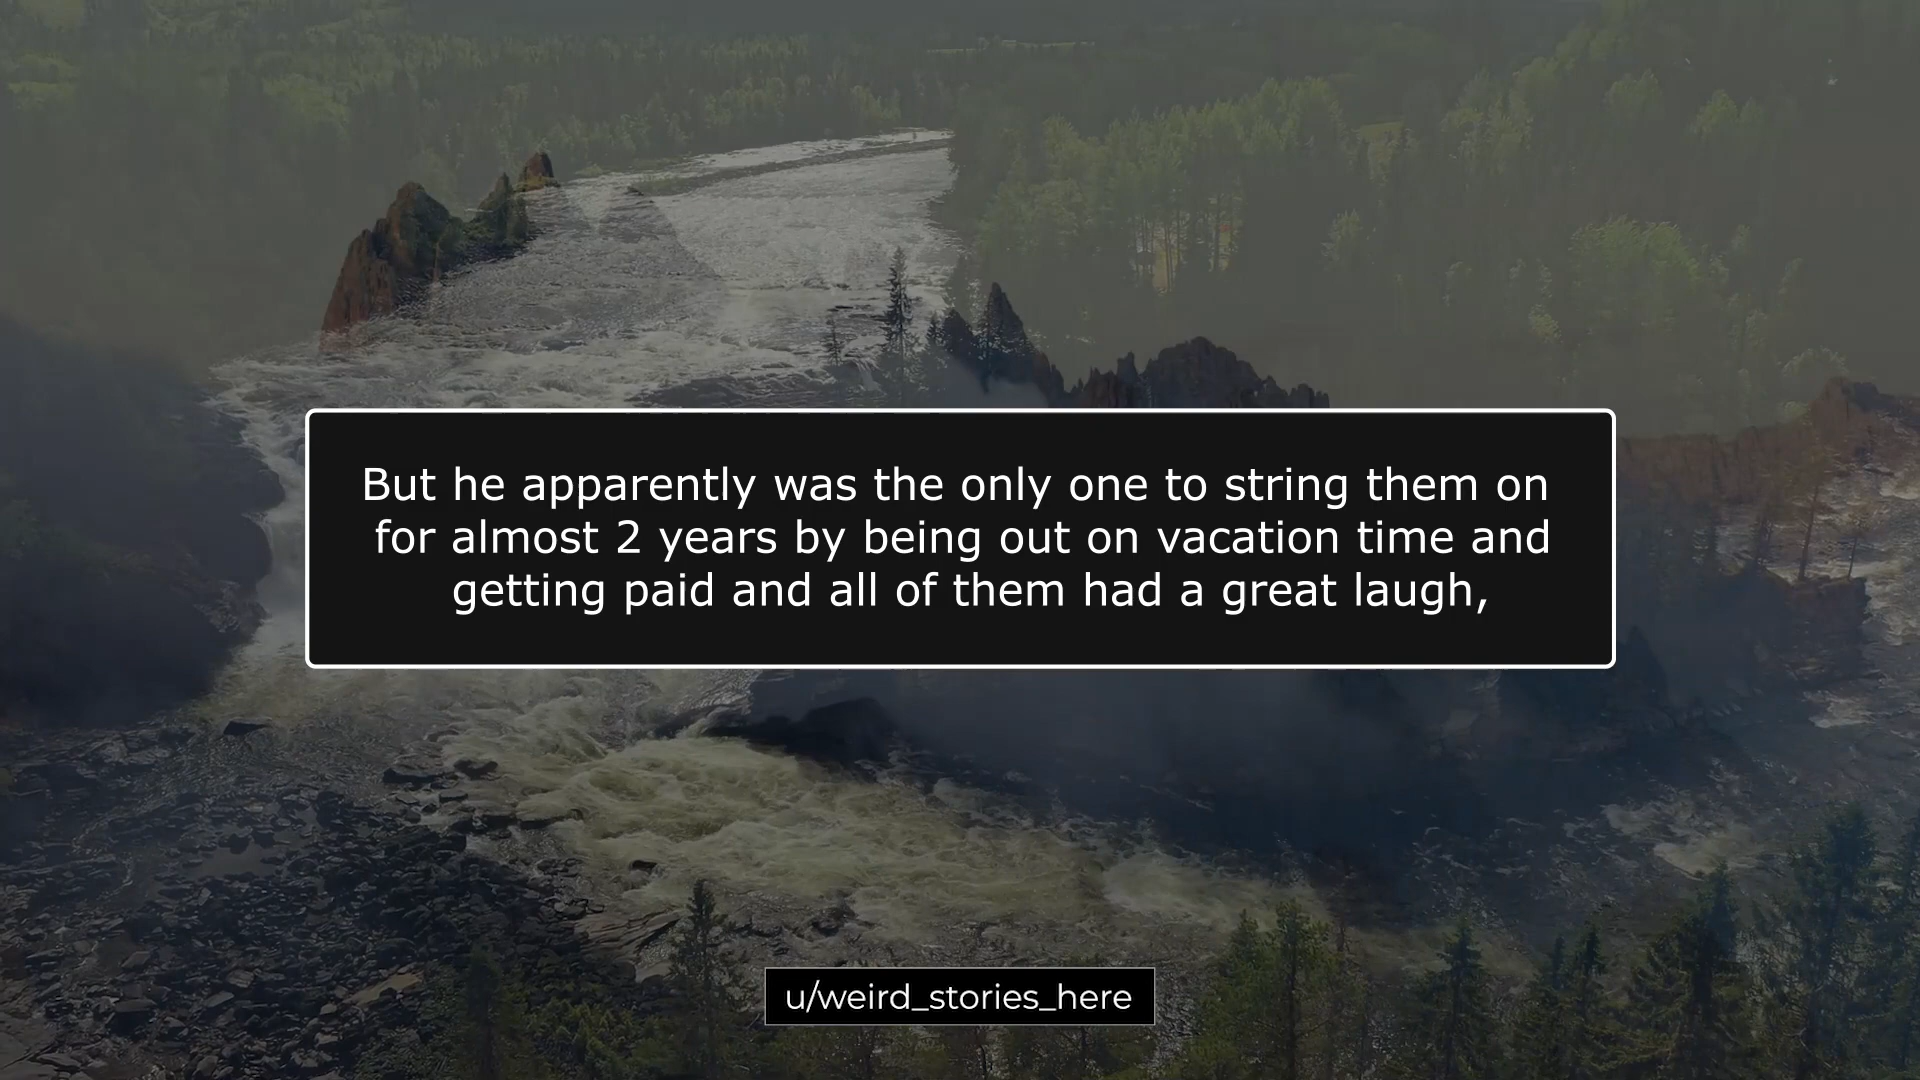 But he apparently was the only one to string them on
for almost 2 years by being out on vacation time and
getting paid and all of them had a great laugh,
u/weird_stories_here